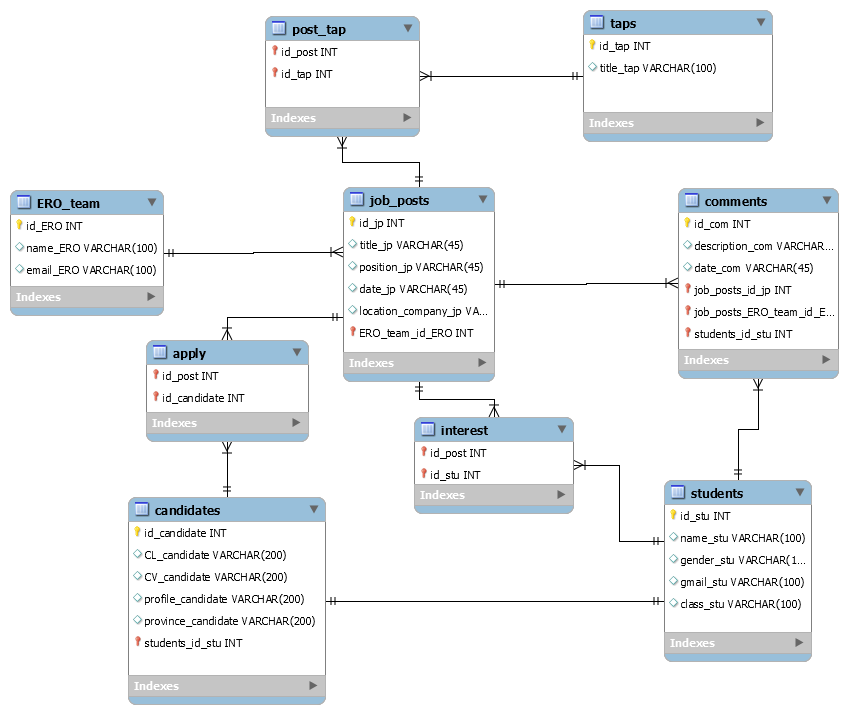 post_tap
id_post INT
id_tap INT
Indexes
taps
id_tap INT
title_tap VARCHAR(100)
Indexes
ERO_team
id_ERO INT
name_ERO VARCHAR(100)
email_ERO VARCHAR(100)
Indexes
job_posts
id_jp INT
title_jp VARCHAR(45)
position_jp VARCHAR(45)
date_jp VARCHAR(45)
location_company_jp VA...
ERO_team_id_ERO INT
Indexes
comments
id_com INT
description_com VARCHAR...
date_com VARCHAR(45)
job_posts_id_jp INT
job_posts_ERO_team_id_E...
students_id_stu INT
Indexes
apply
id_post INT
id_candidate INT
Indexes
interest
id_post INT
id_stu INT
Indexes
candidates
id_candidate INT
CL_candidate VARCHAR(200)
CV_candidate VARCHAR(200)
profile_candidate VARCHAR(200)
province_candidate VARCHAR(200)
students_id_stu INT
Indexes
students
id_stu INT
name_stu VARCHAR(100)
gender_stu VARCHAR(1...
gmail_stu VARCHAR(100)
class_stu VARCHAR(100)
Indexes